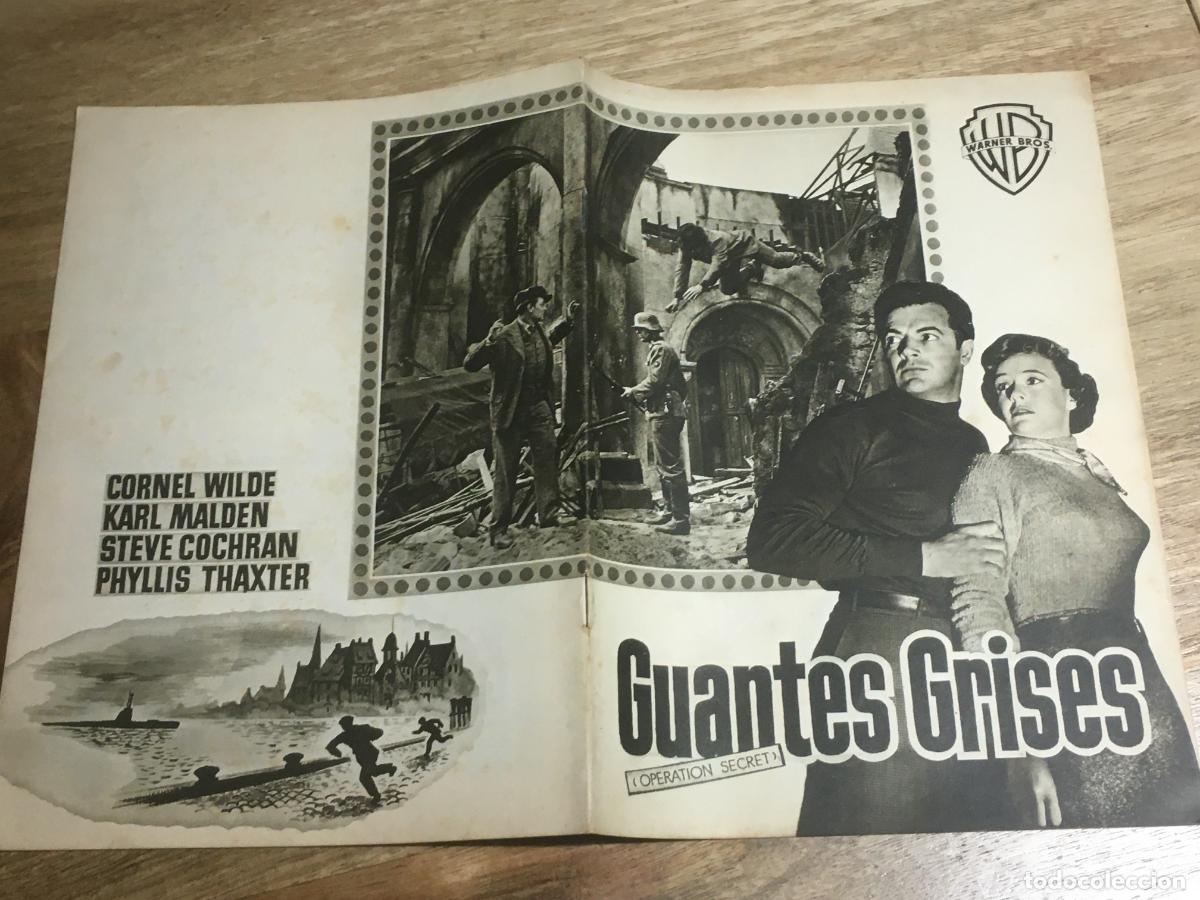 WB
WARNER BROS.
CORNEL WILDE
KARL MALDEN
STEVE COCHRAN
PHYLLIS THAXTER
Guantes Grises
(OPERATION SECRET)
todocoleccion